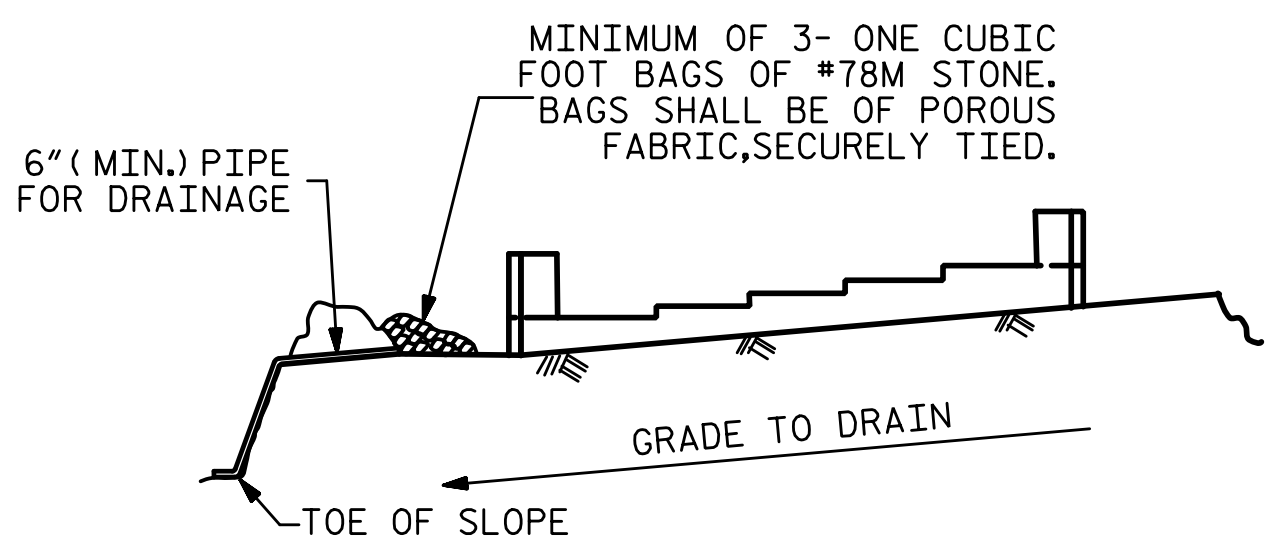 MINIMUM OF 3- ONE CUBIC
FOOT BAGS OF #78M STONE.
BAGS SHALL BE OF POROUS
FABRIC,SECURELY TIED.
6"( MIN.) PIPE
FOR DRAINAGE
GRADE TO DRAIN
TOE OF SLOPE